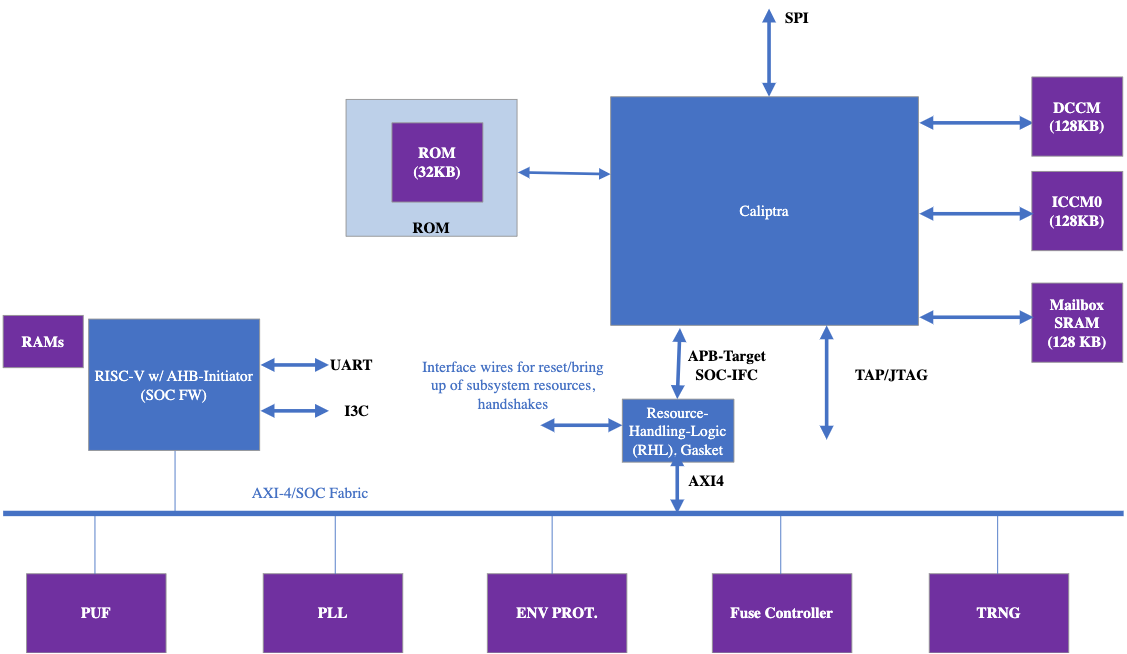 SPI
DCCM
(128KB)
ROM
(32KB)
ROM
Caliptra
ICCM0
(128KB)
Mailbox
SRAM
(128 KB)
RAMs
RISC-V w/ AHB-Initiator
(SOC FW)
UART
I3C
Interface wires for reset/bring
up of subsystem resources,
handshakes
APB-Target
SOC-IFC
TAP/JTAG
Resource-
Handling-Logic
(RHL). Gasket
AXI4
AXI-4/SOC Fabric
PUF
PLL
ENV PROT.
Fuse Controller
TRNG